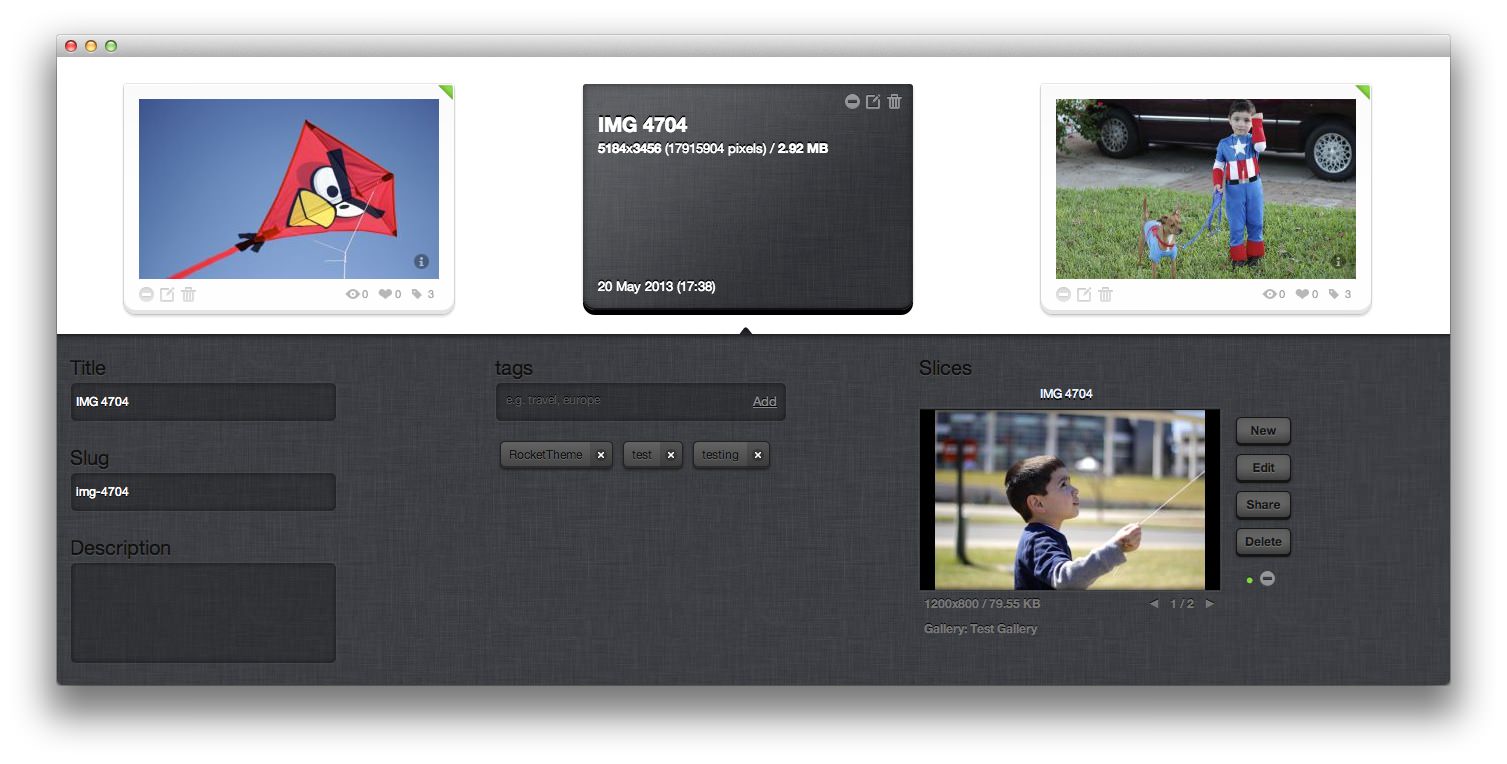 IMG 4704
5184x3456 (17915904 pixels) / 2.92 MB
20 May 2013 (17:38)
0 0 3
0 0 3
Title
IMG 4704
Slug
img-4704
Description
tags
e.g. travel, europe Add
RocketTheme × test × testing ×
Slices
IMG 4704
New
Edit
Share
Delete
1200x800 / 79.55 KB 1 / 2
Gallery: Test Gallery